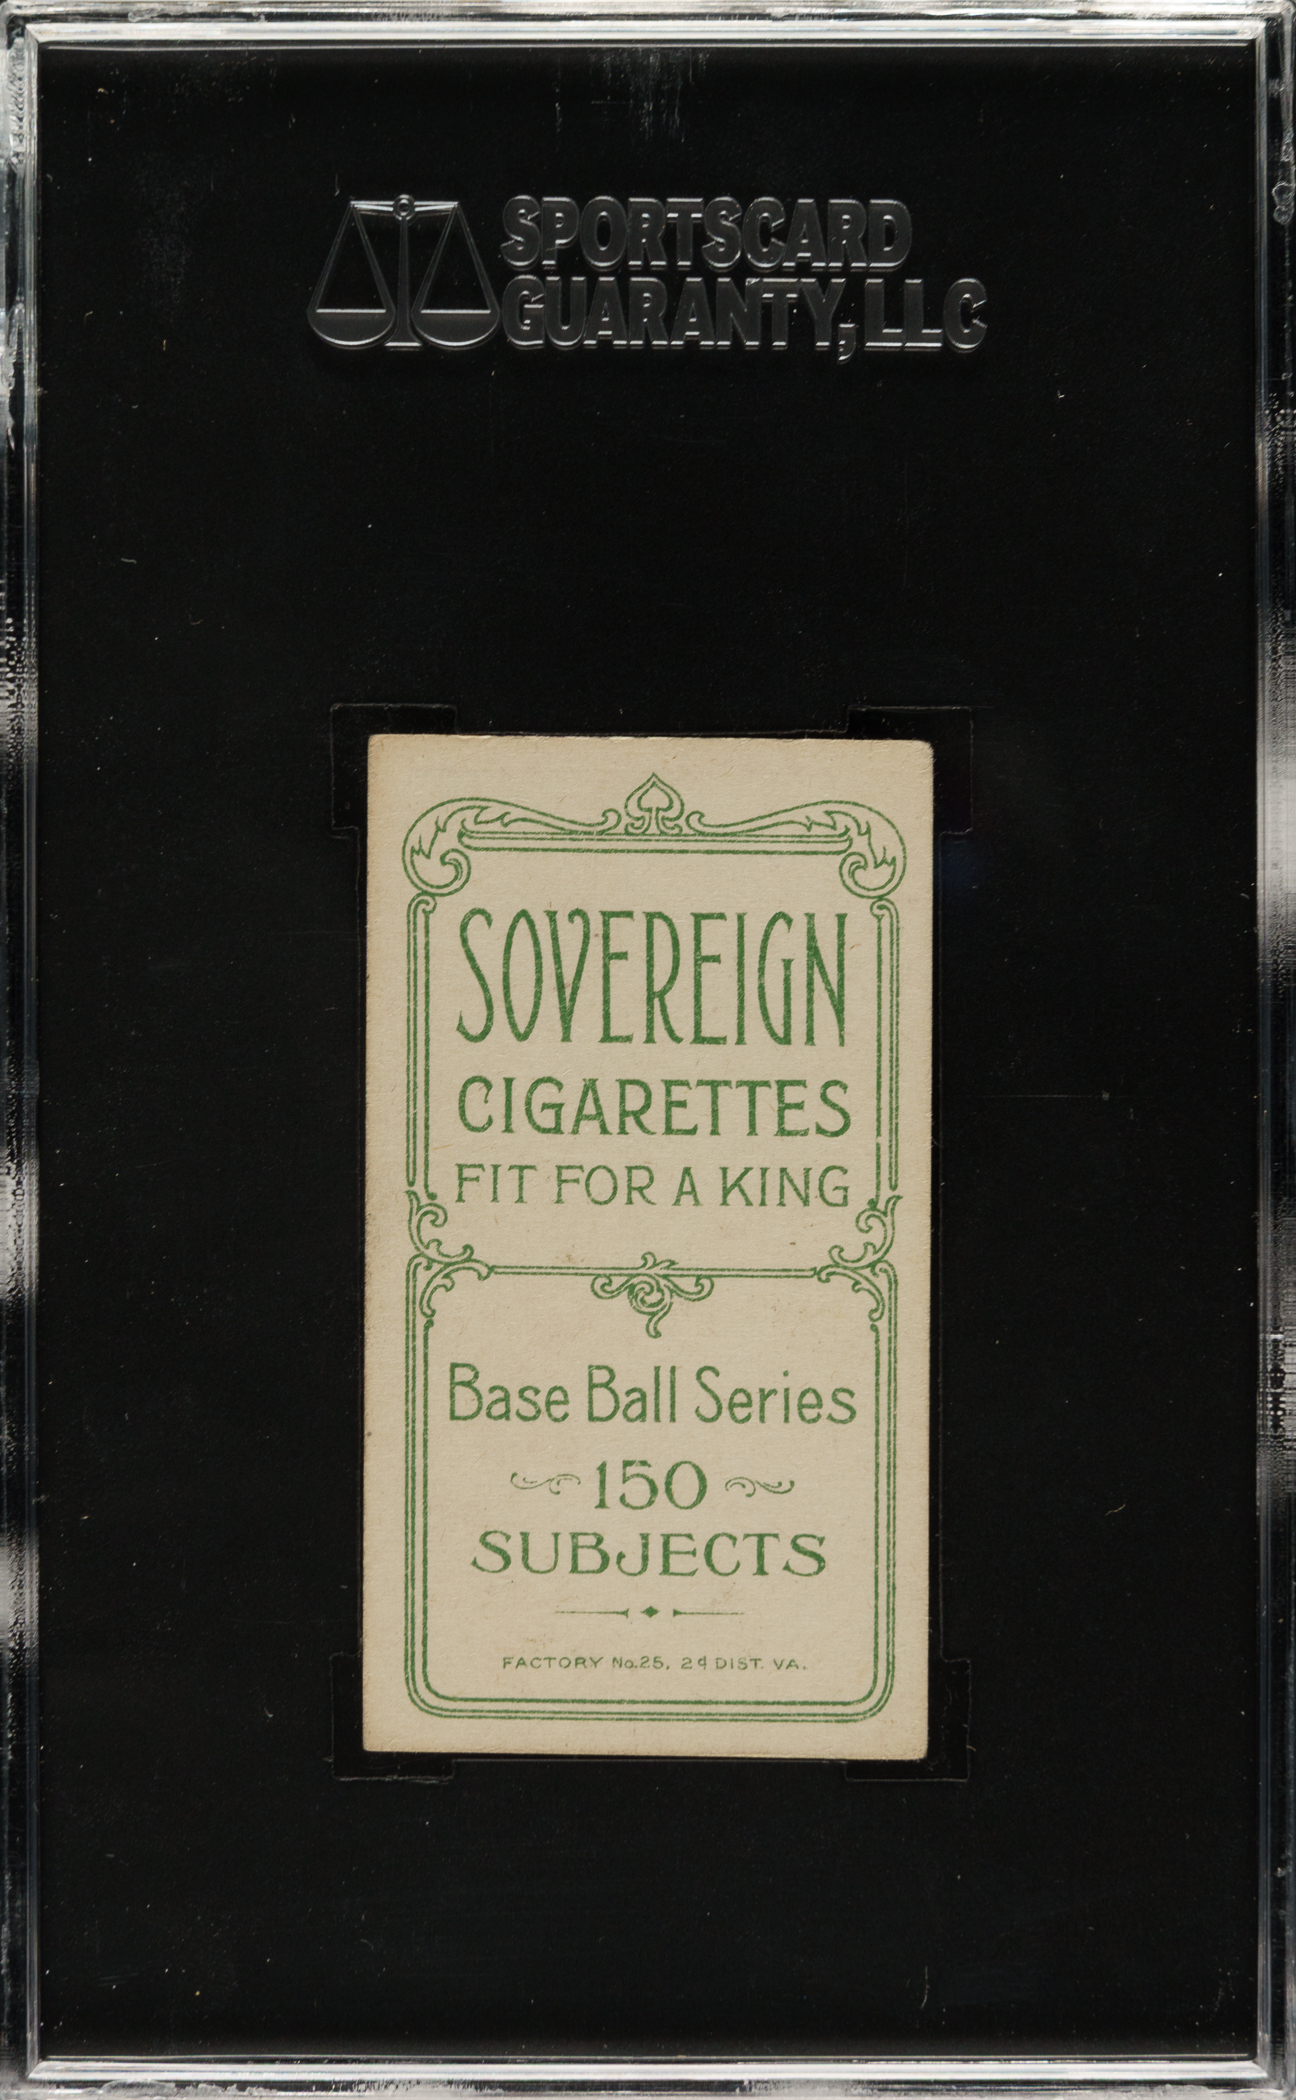 SPORTSCARD
GUARANTY, LLC
SOVEREIGN
CIGARETTES
FIT FOR A KING
Base Ball Series
150
SUBJECTS
FACTORY No. 25, 2d DIST. VA.